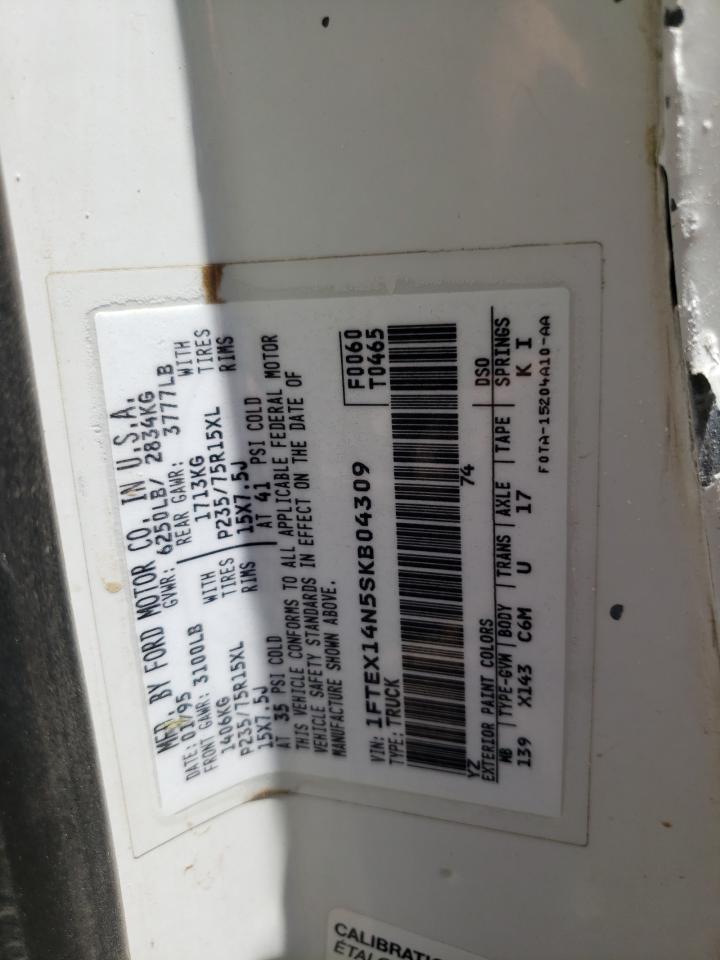 MFD. BY FORD MOTOR CO. IN U.S.A.
DATE: 01/95 GVWR: 6250LB/ 2834KG
FRONT GAWR: 3100LB REAR GAWR: 3777LB
1406KG WITH 1713KG WITH
P235/75R15XL TIRES P235/75R15XL TIRES
15X7.5J RIMS 15X7.5J RIMS
AT 35 PSI COLD AT 41 PSI COLD
THIS VEHICLE CONFORMS TO ALL APPLICABLE FEDERAL MOTOR
VEHICLE SAFETY STANDARDS IN EFFECT ON THE DATE OF
MANUFACTURE SHOWN ABOVE.
F0060
T0465
VIN: 1FTEX14N5SKB04309
TYPE: TRUCK
74
YZ
EXTERIOR PAINT COLORS DSO
WB TYPE-GVW BODY TRANS AXLE TAPE SPRINGS
139 X143 C6M U 17 K I
F0TA-15204A10-AA
CALIBRATIO